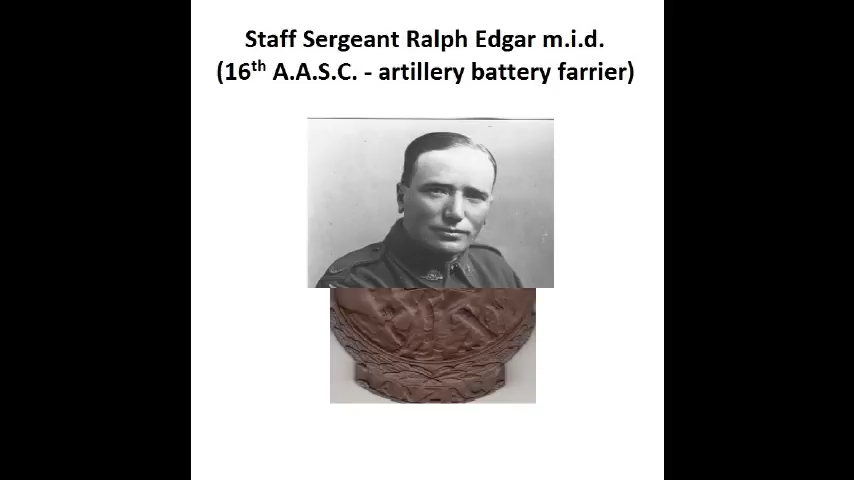 Staff Sergeant Ralph Edgar m.i.d.
(16th A.A.S.C. - artillery battery farrier)